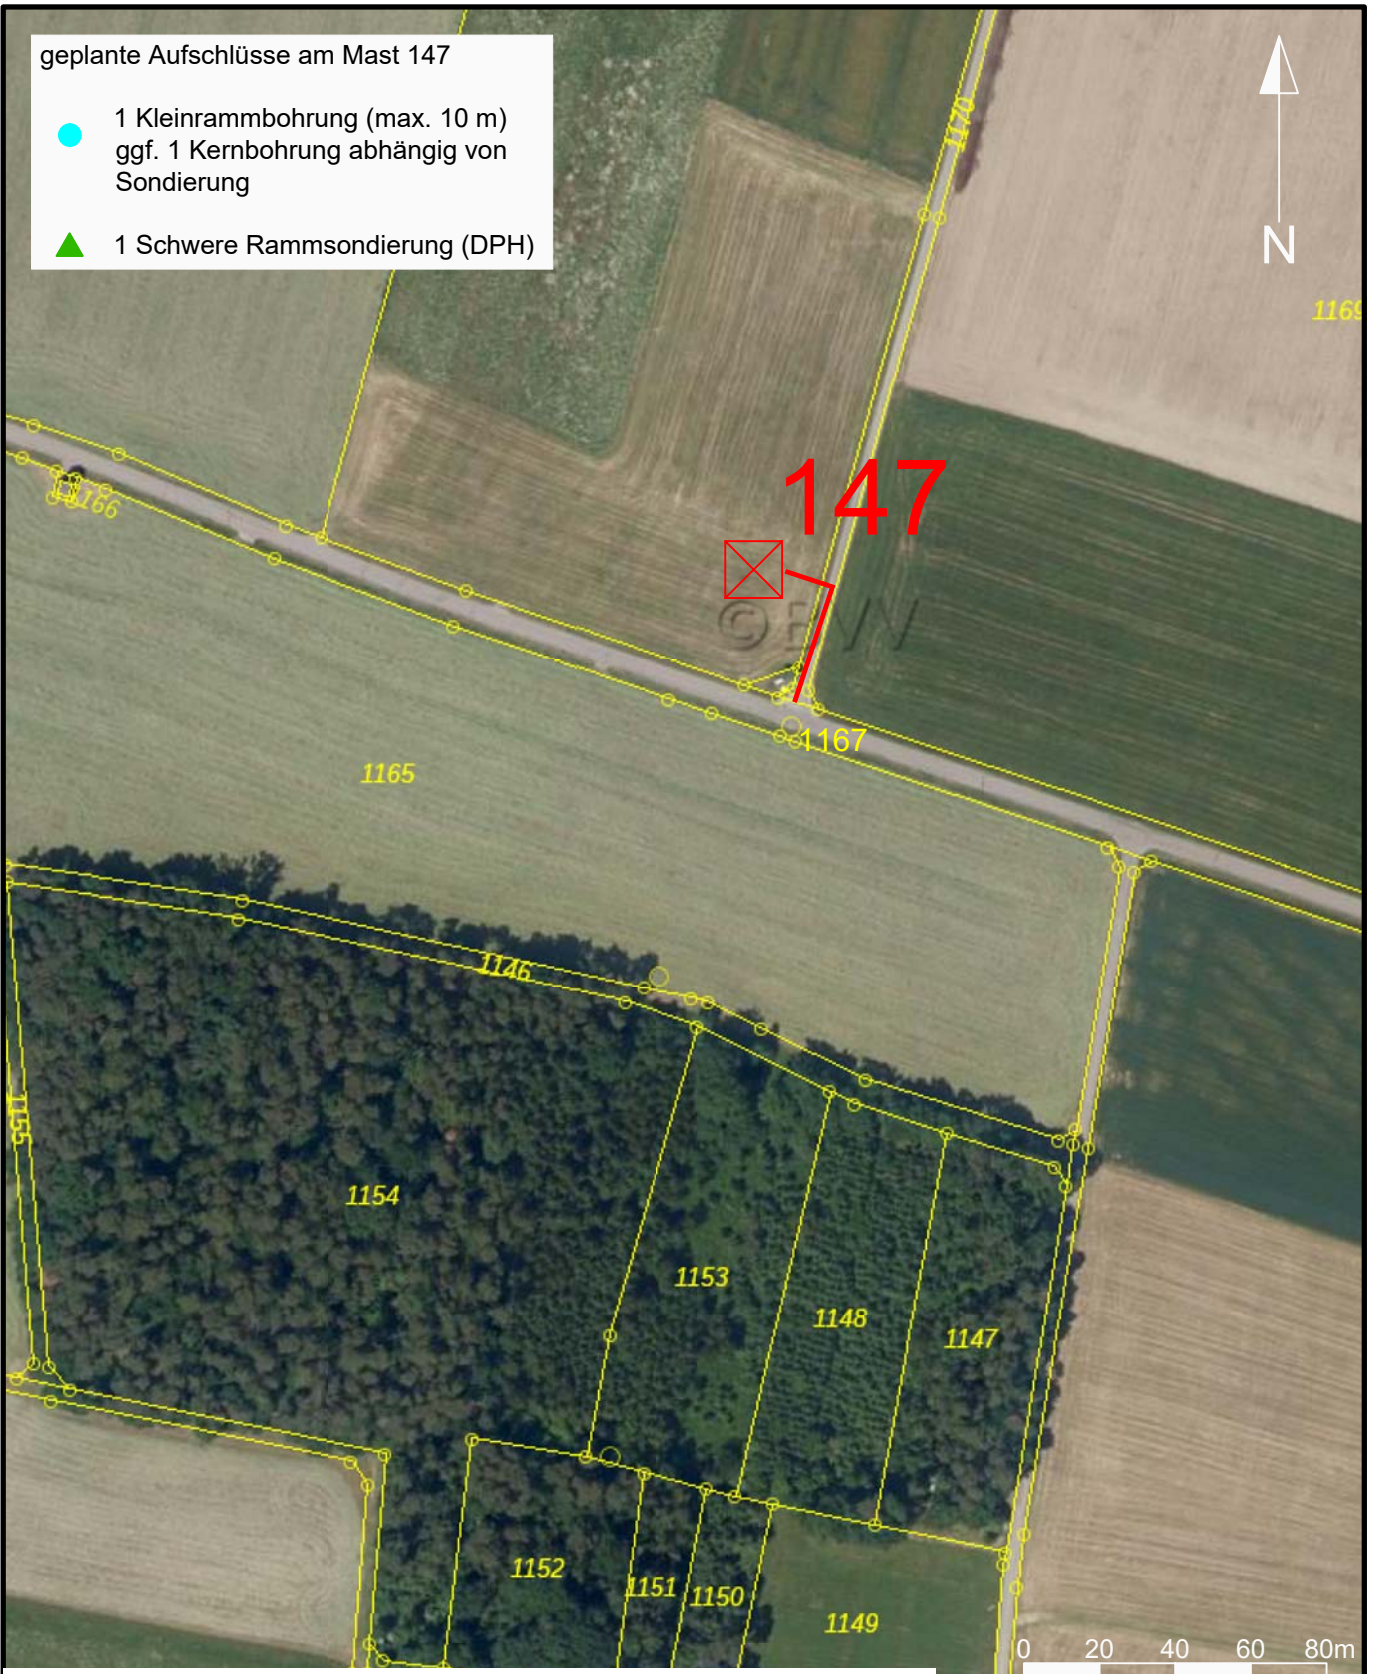 geplante Aufschlüsse am Mast 147
1 Kleinrammbohrung (max. 10 m)
ggf. 1 Kernbohrung abhängig von
Sondierung
1 Schwere Rammsondierung (DPH)
1170
N
1169
147
166
1167
1165
1146
1155
1154
1153
1148
1147
1152
1151
1150
1149
0 20 40 60 80m